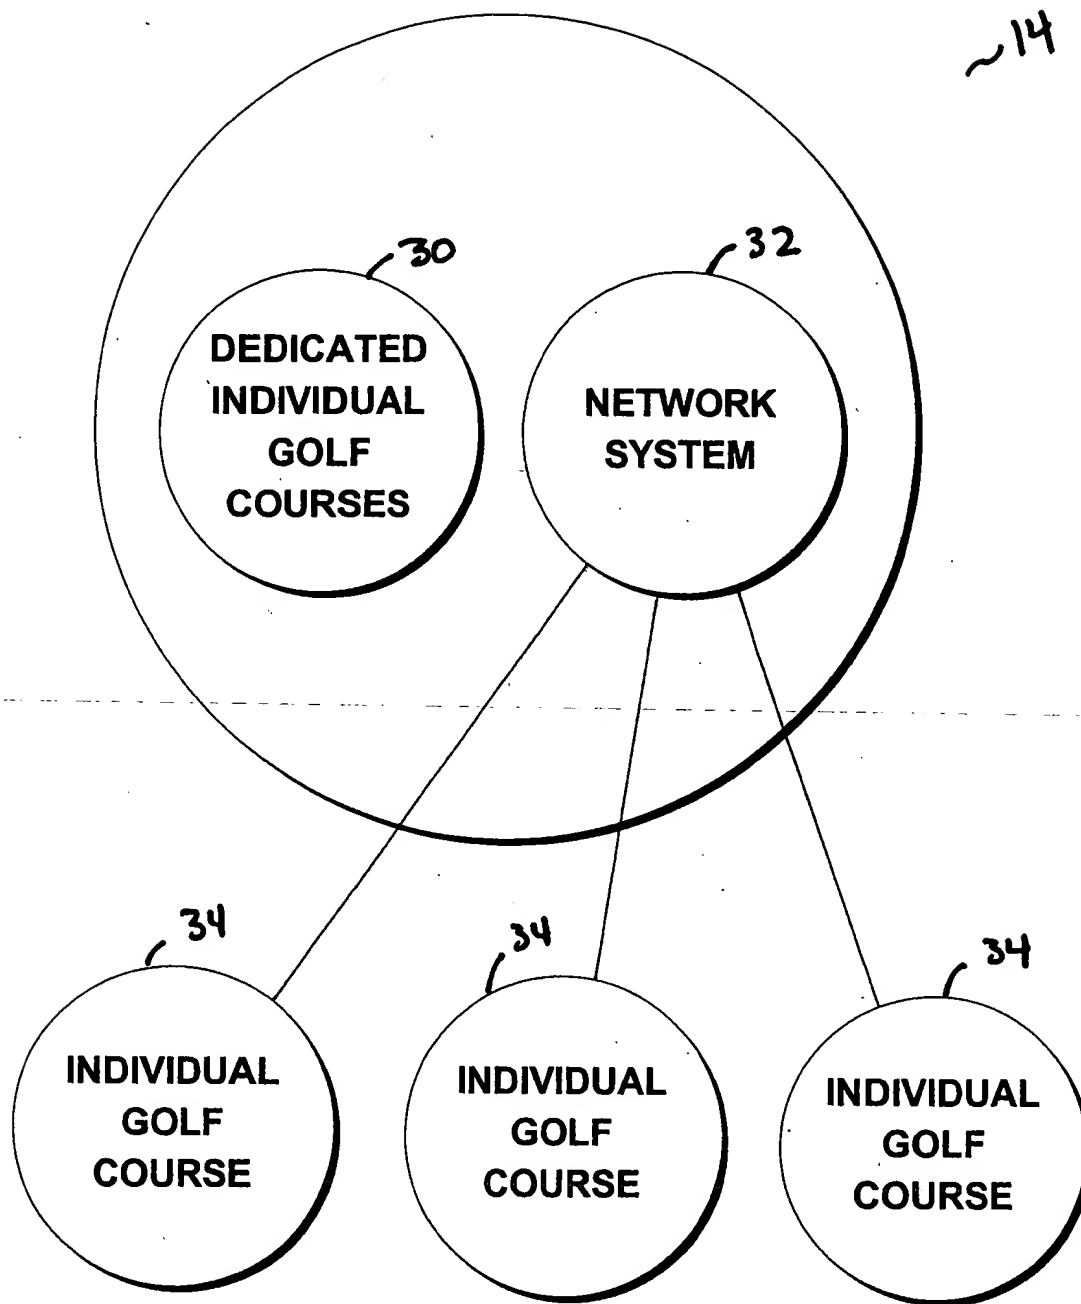 14
30
32
DEDICATED
INDIVIDUAL
GOLF
COURSES
NETWORK
SYSTEM
34
34
34
INDIVIDUAL
GOLF
COURSE
INDIVIDUAL
GOLF
COURSE
INDIVIDUAL
GOLF
COURSE